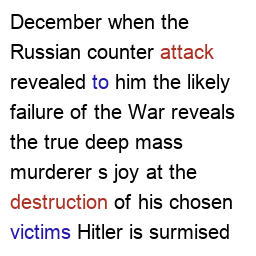 December when the
Russian counter attack
revealed to him the likely
failure of the War reveals
the true deep mass
murderer s joy at the
destruction of his chosen
victims Hitler is surmised